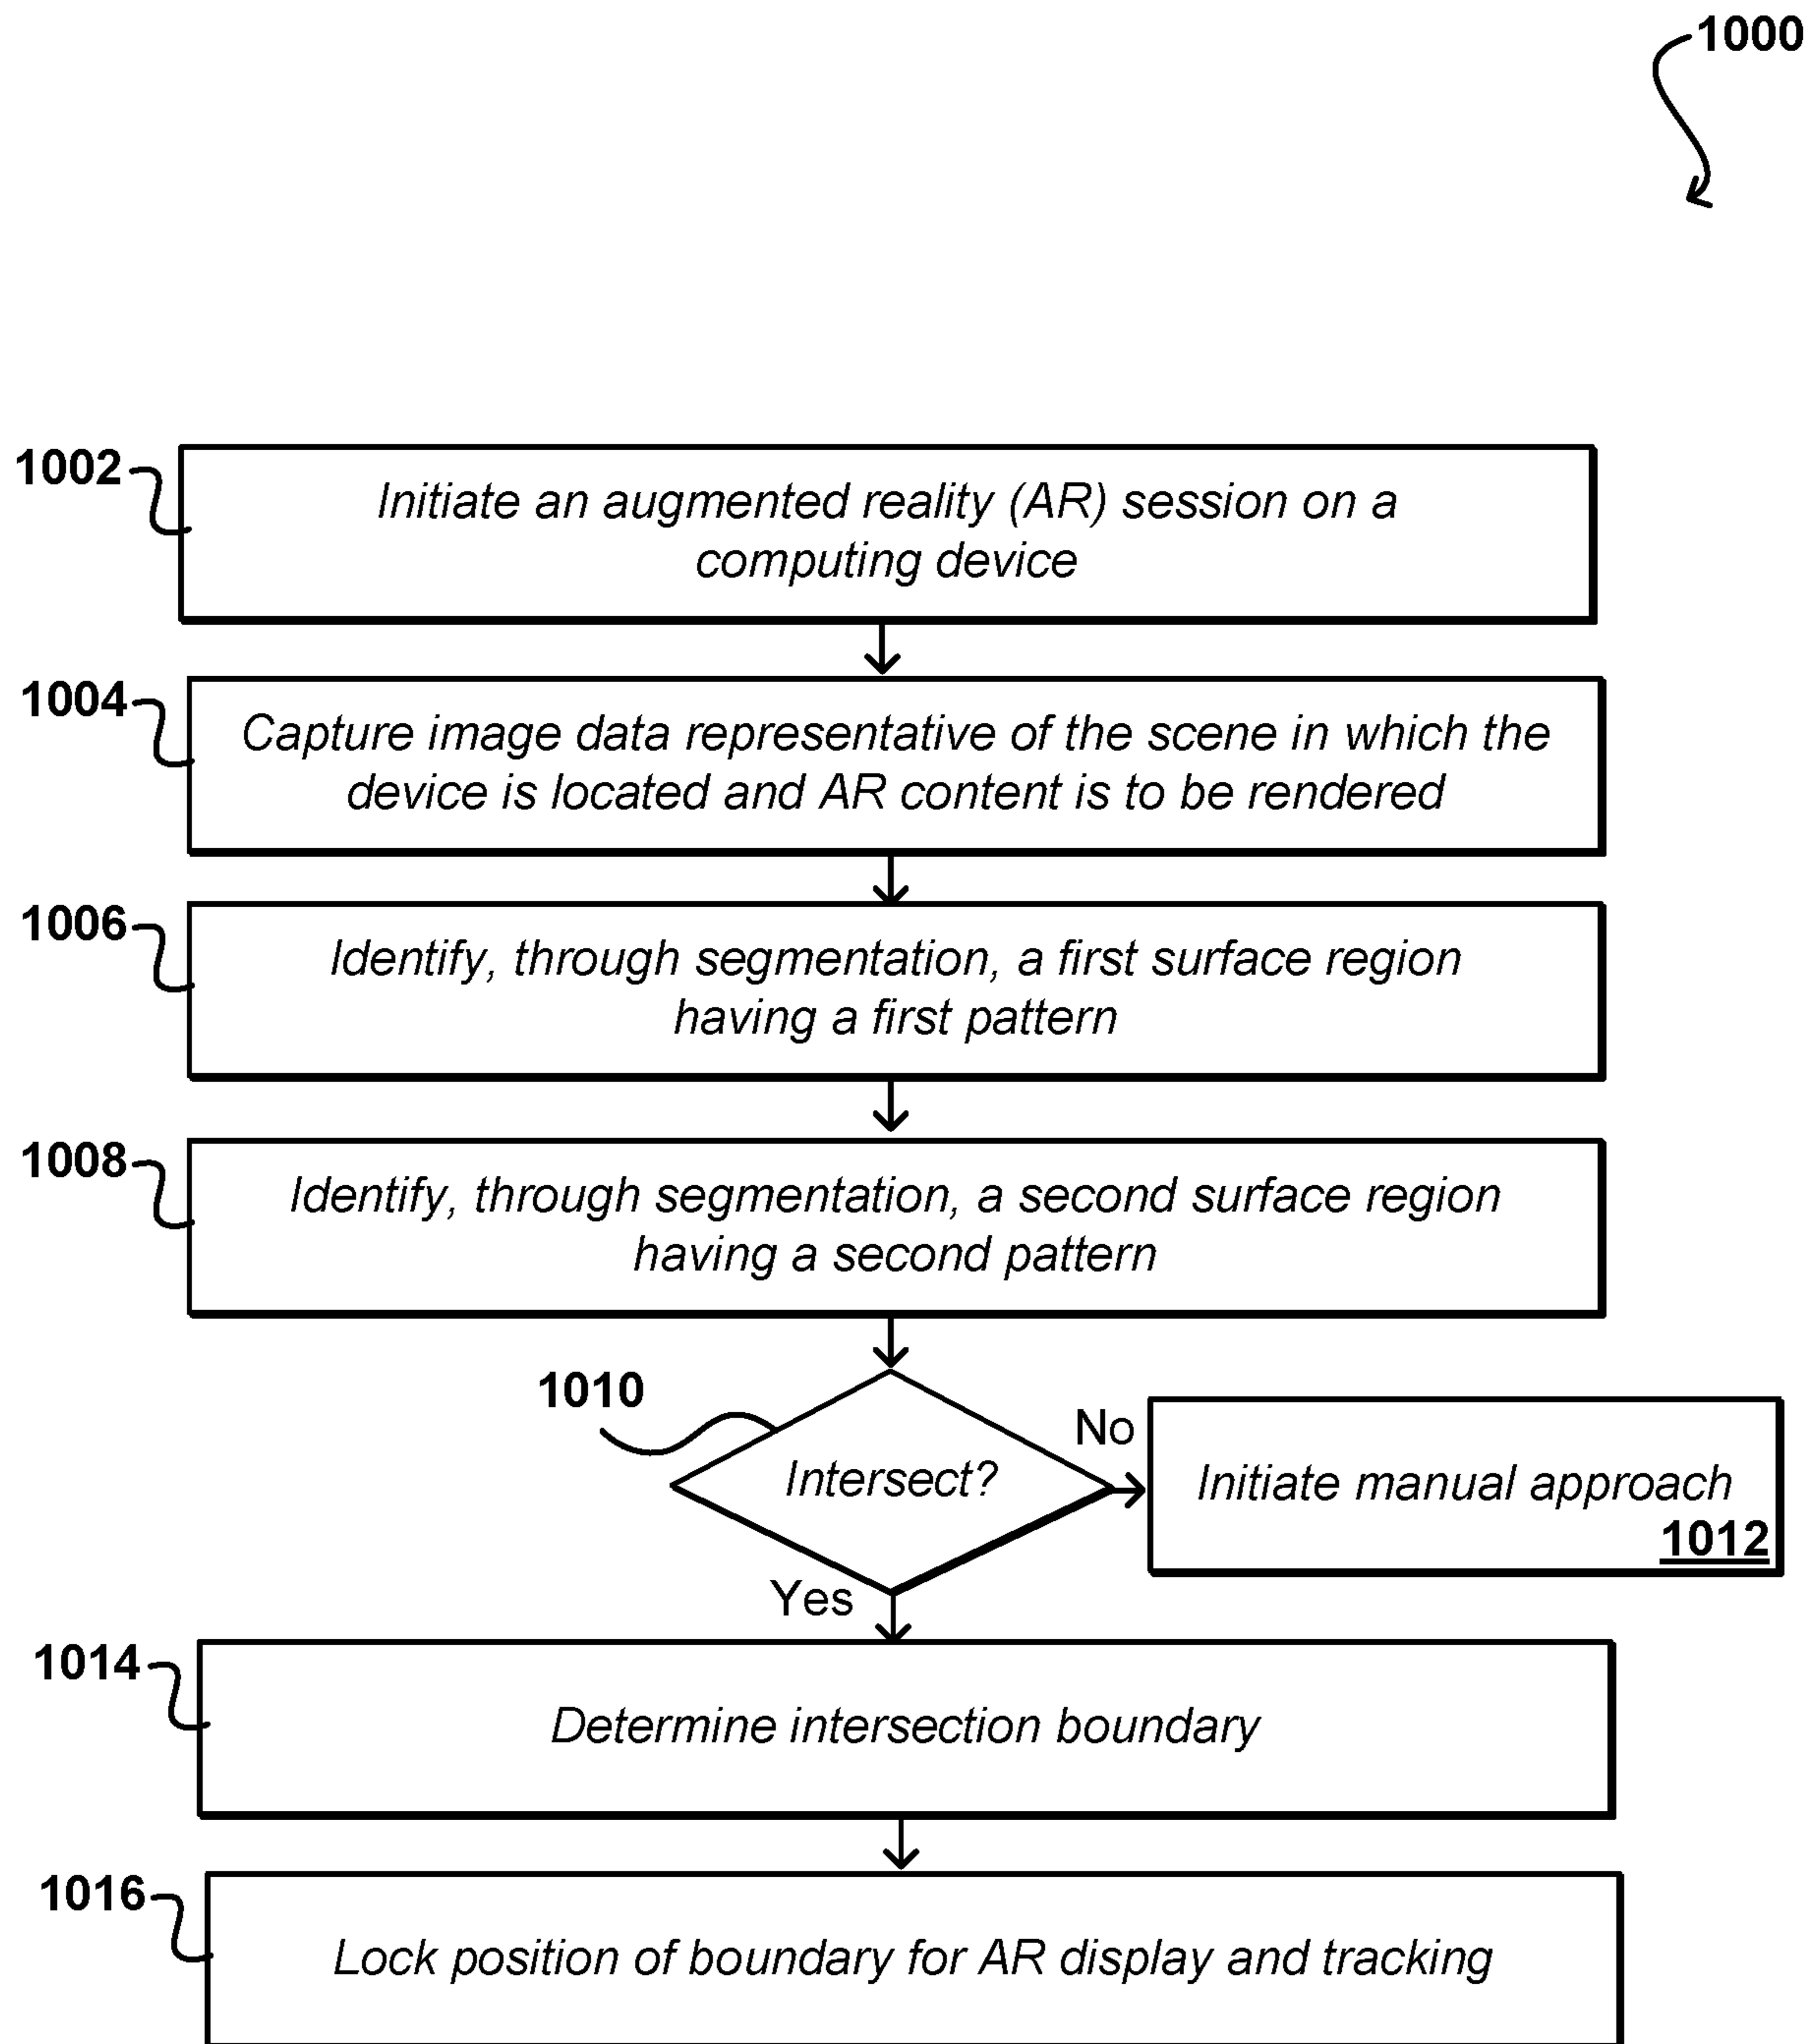 1000
1002
Initiate an augmented reality (AR) session on a
computing device
1004
Capture image data representative of the scene in which the
device is located and AR content is to be rendered
1006
Identify, through segmentation, a first surface region
having a first pattern
1008
Identify, through segmentation, a second surface region
having a second pattern
1010
Intersect?
No
Initiate manual approach
1012
Yes
1014
Determine intersection boundary
1016
Lock position of boundary for AR display and tracking